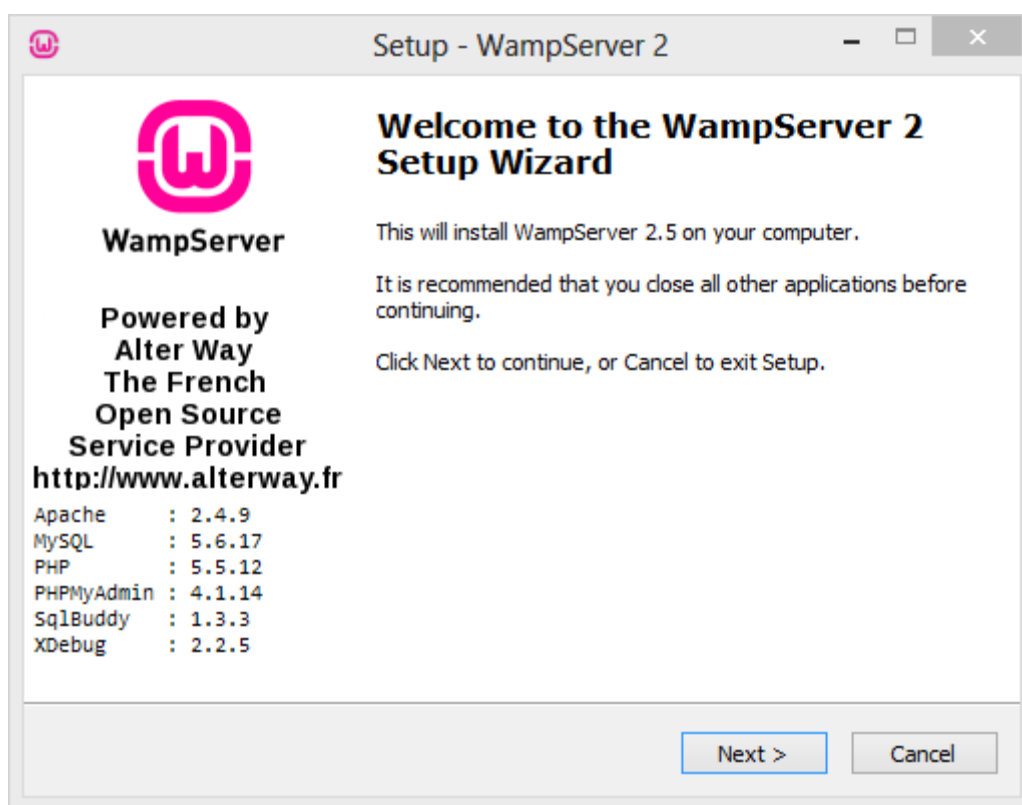 Setup - WampServer 2
WampServer
Powered by
Alter Way
The French
Open Source
Service Provider
http://www.alterway.fr
Apache : 2.4.9
MySQL : 5.6.17
PHP : 5.5.12
PHPMyAdmin : 4.1.14
SqlBuddy : 1.3.3
XDebug : 2.2.5
Welcome to the WampServer 2
Setup Wizard
This will install WampServer 2.5 on your computer.
It is recommended that you close all other applications before
continuing.
Click Next to continue, or Cancel to exit Setup.
Next >
Cancel